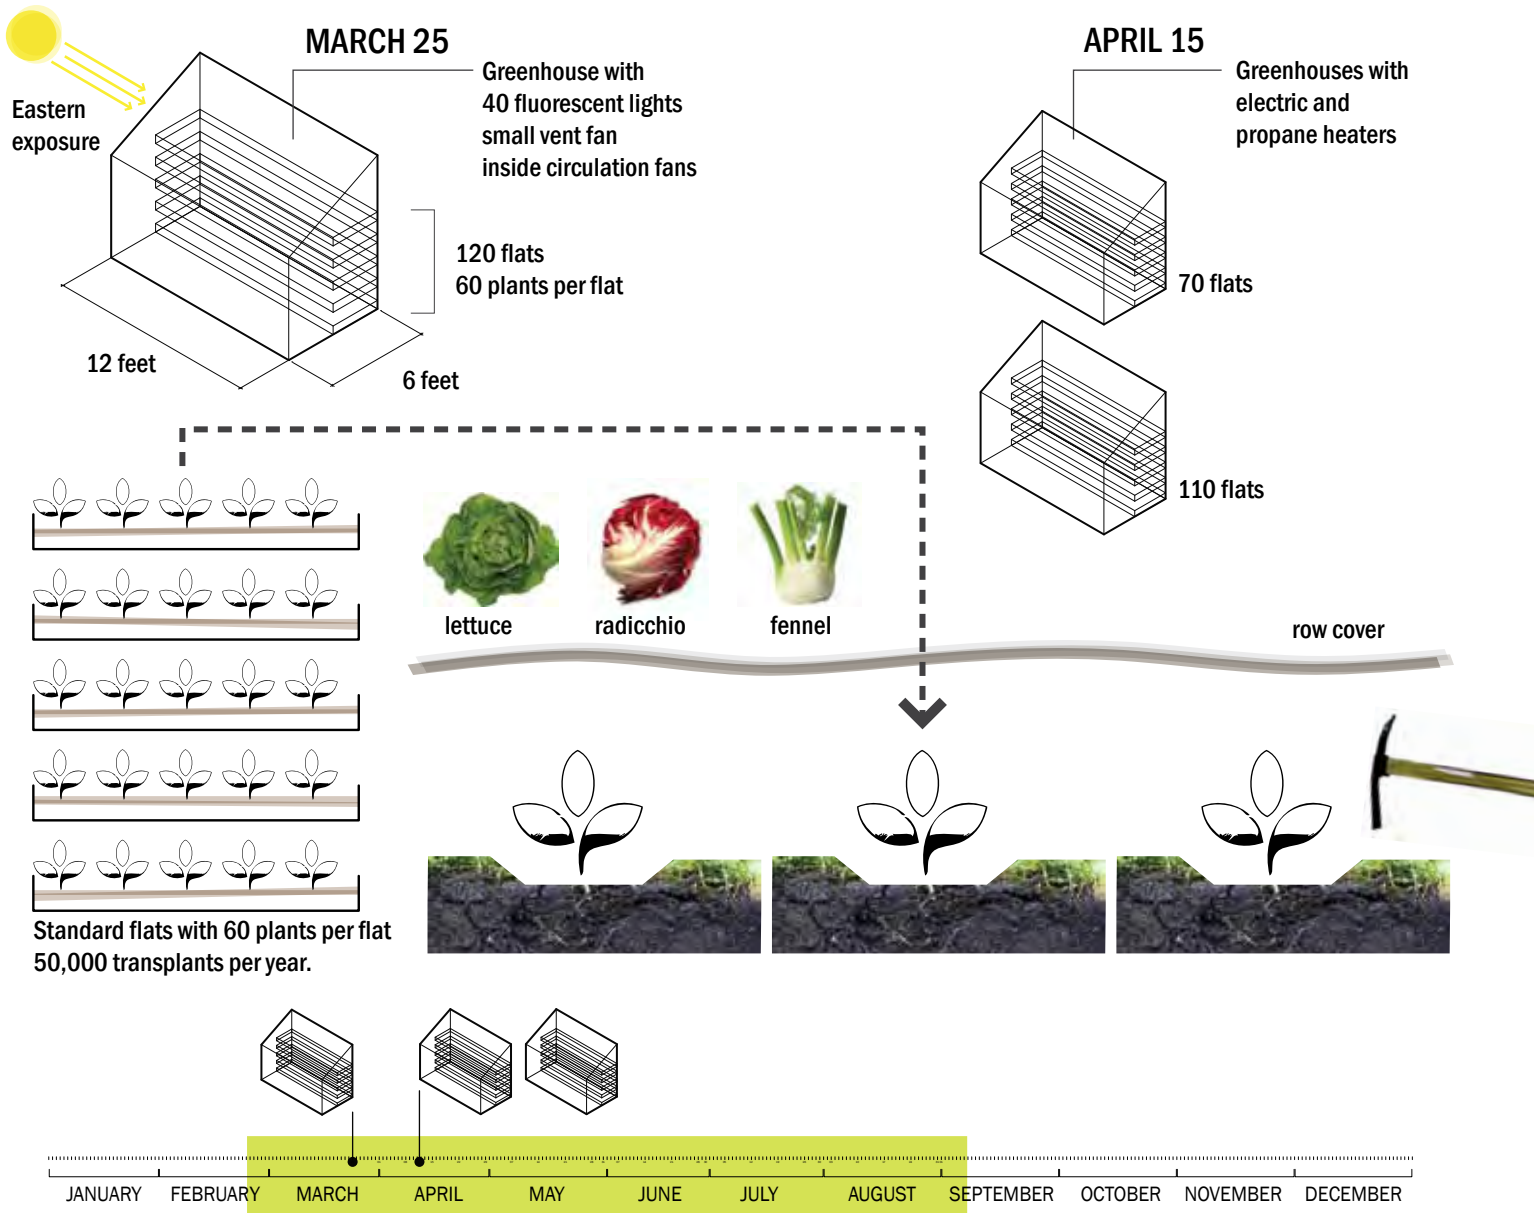 MARCH 25
Eastern
exposure
Greenhouse with
40 fluorescent lights
small vent fan
inside circulation fans
120 flats
60 plants per flat
12 feet
6 feet
APRIL 15
Greenhouses with
electric and
propane heaters
70 flats
110 flats
lettuce
radicchio
fennel
row cover
Standard flats with 60 plants per flat
50,000 transplants per year.
JANUARY
FEBRUARY
MARCH
APRIL
MAY
JUNE
JULY
AUGUST
SEPTEMBER
OCTOBER
NOVEMBER
DECEMBER